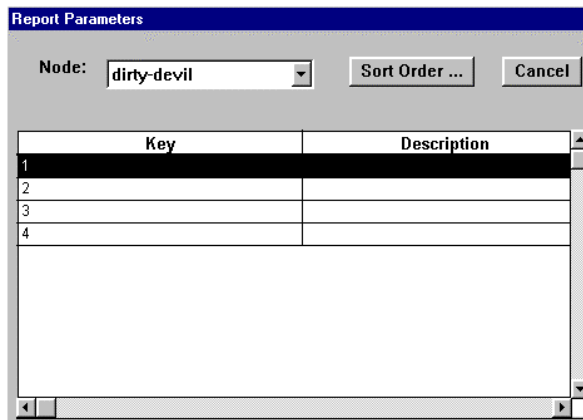 Report Parameters
Node: dirty-devil Sort Order ... Cancel
Key Description
1
2
3
4